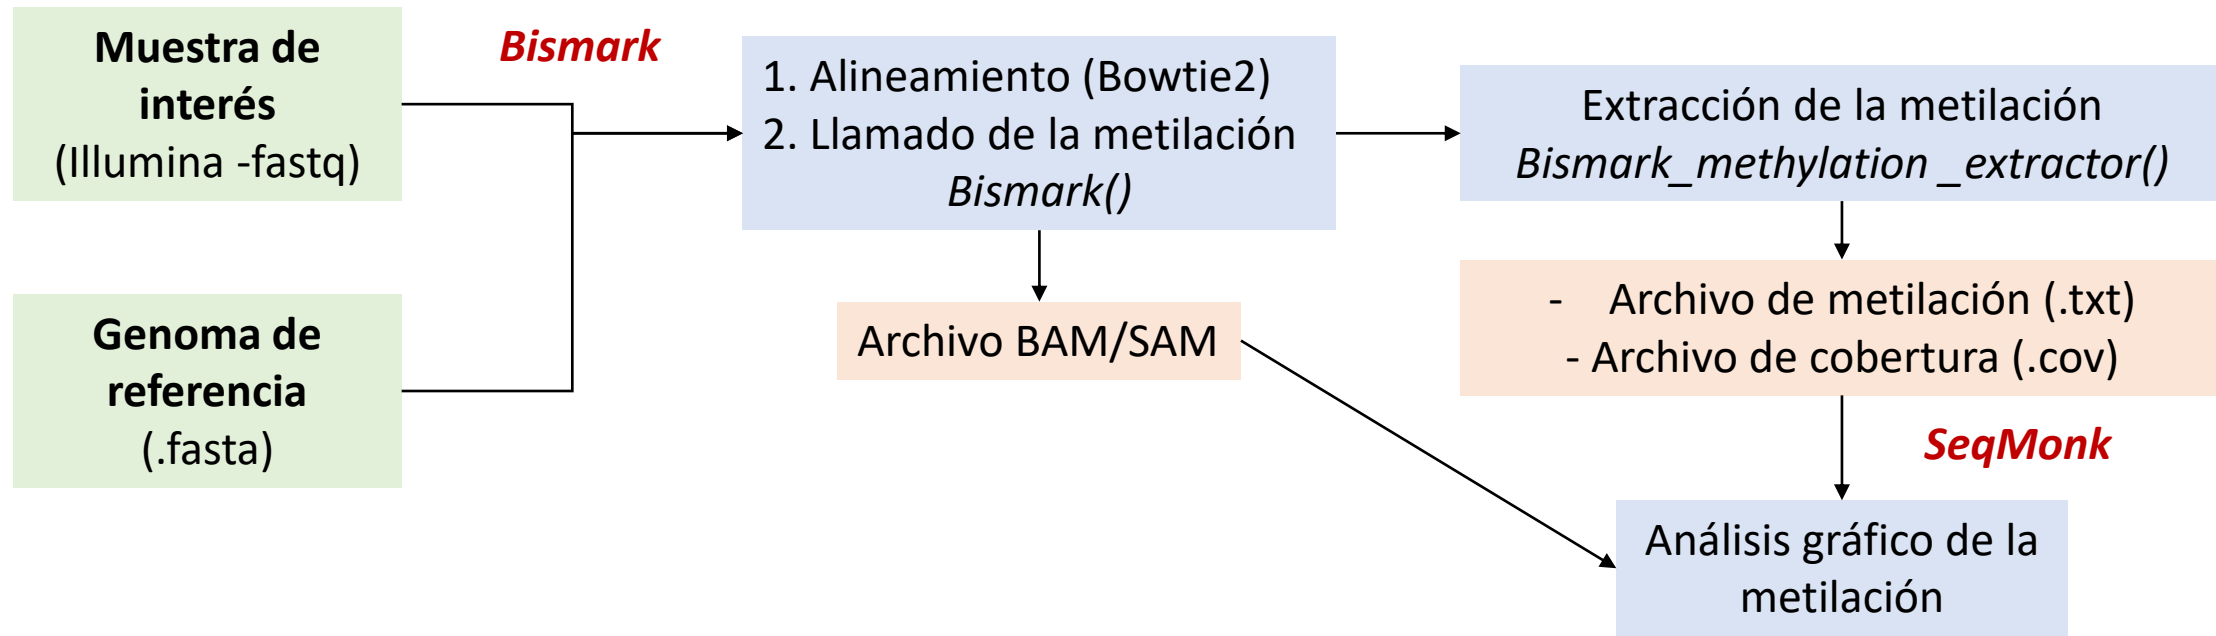 Muestra de
interés
(Illumina -fastq)
Bismark
1. Alineamiento (Bowtie2)
2. Llamado de la metilación
Bismark()
Extracción de la metilación
Bismark_methylation _extractor()
Genoma de
referencia
(.fasta)
Archivo BAM/SAM
- Archivo de metilación (.txt)
- Archivo de cobertura (.cov)
SeqMonk
Análisis gráfico de la
metilación